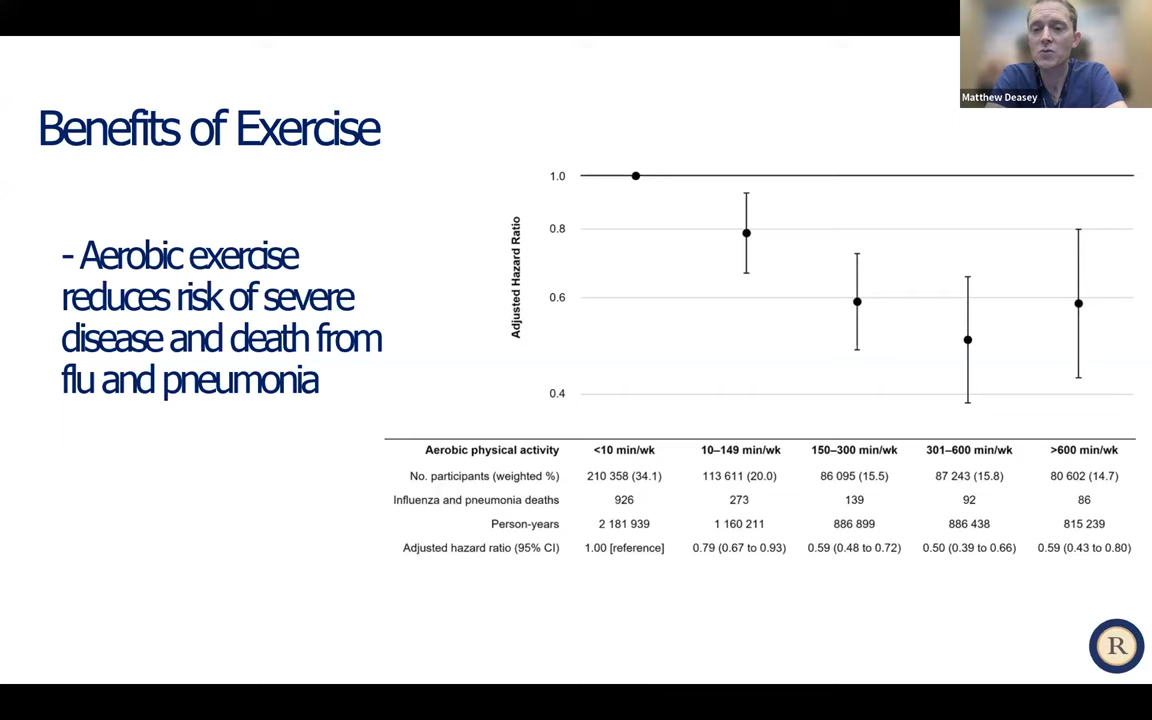 Matthew Deasey
Benefits of Exercise
- Aerobic exercise
reduces risk of severe
disease and death from
flu and pneumonia
Adjusted Hazard Ratio
1.0
0.8
0.6
0.4
Aerobic physical activity <10 min/wk 10–149 min/wk 150–300 min/wk 301–600 min/wk >600 min/wk
No. participants (weighted %) 210 358 (34.1) 113 611 (20.0) 86 095 (15.5) 87 243 (15.8) 80 602 (14.7)
Influenza and pneumonia deaths 926 273 139 92 86
Person-years 2 181 939 1 160 211 886 899 886 438 815 239
Adjusted hazard ratio (95% CI) 1.00 [reference] 0.79 (0.67 to 0.93) 0.59 (0.48 to 0.72) 0.50 (0.39 to 0.66) 0.59 (0.43 to 0.80)
R